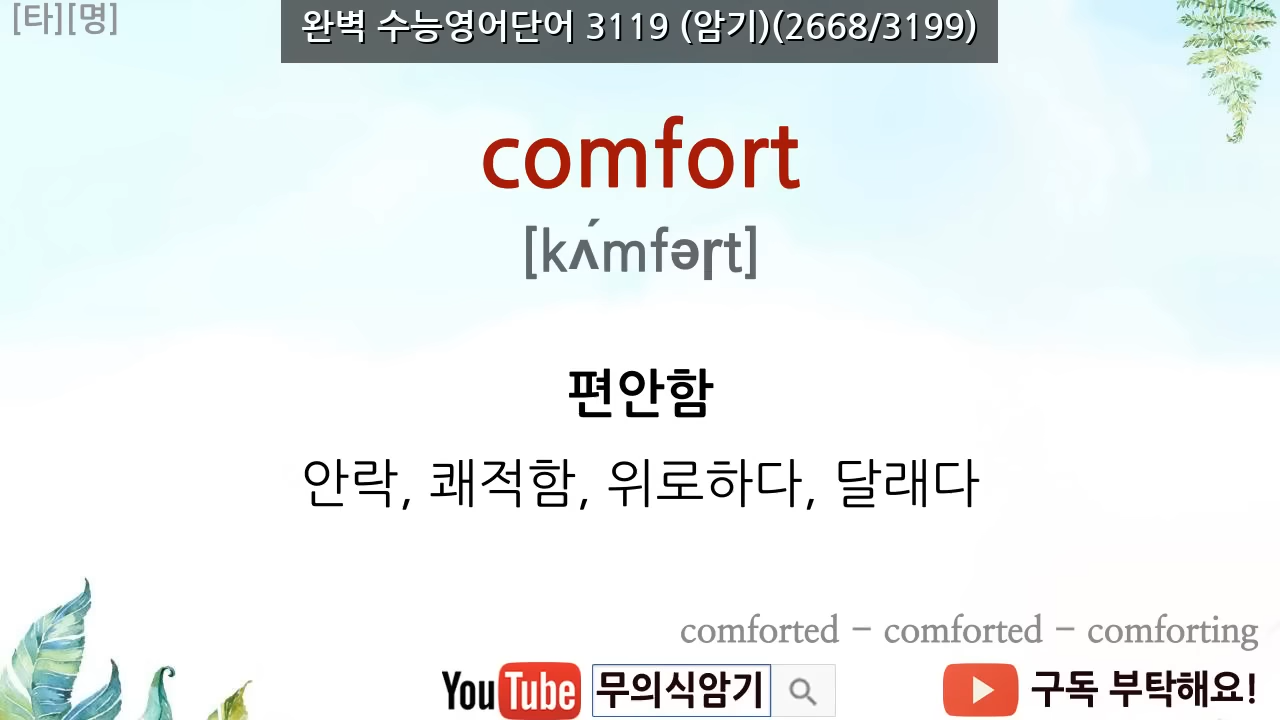 [타][명]
완벽 수능영어단어 3119 (암기)(2668/3199)
comfort
[kʌ́mfəɼt]
편안함
안락, 쾌적함, 위로하다, 달래다
comforted - comforted - comforting
YouTube 무의식암기 구독 부탁해요!